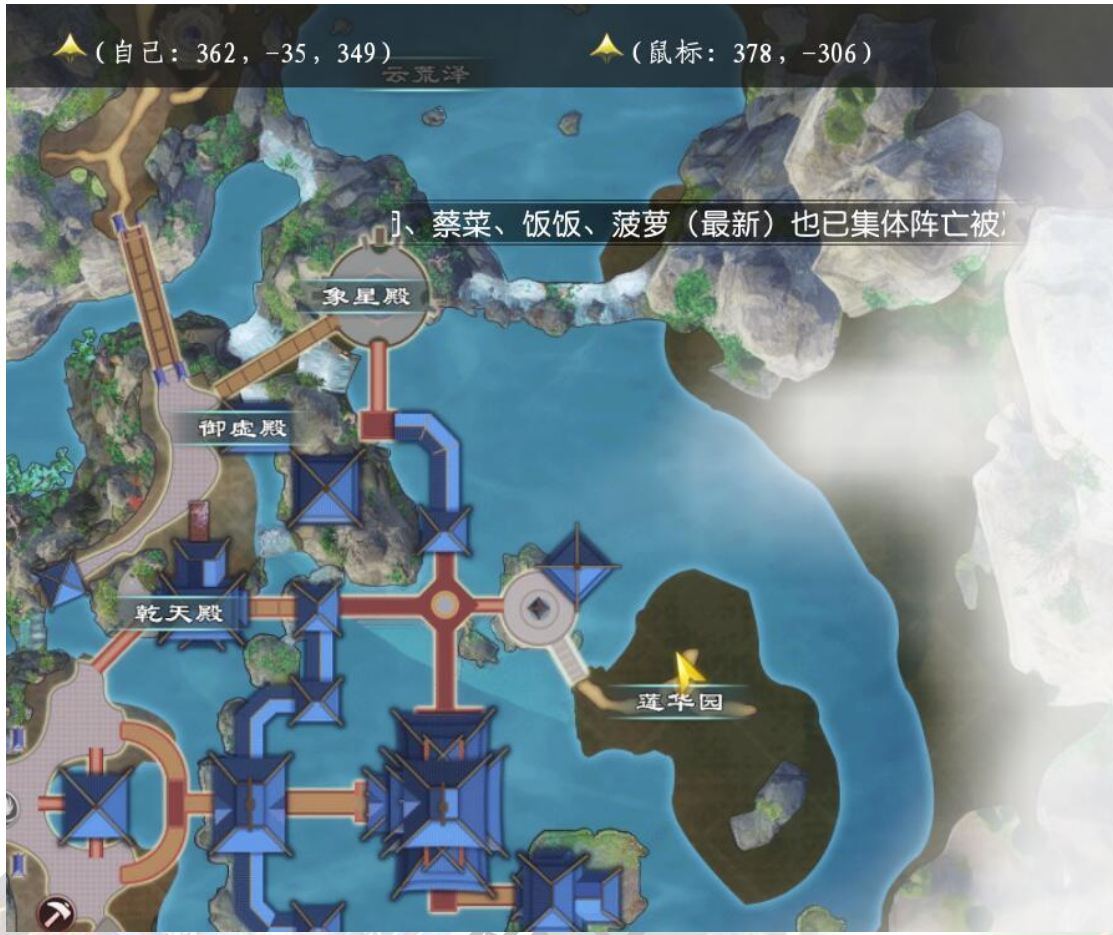 (自己: 362, -35, 349)
(鼠标: 378, -306)
云荒泽
、蔡菜、饭饭、菠萝（最新）也已集体阵亡被
象星殿
御虚殿
乾天殿
莲华园